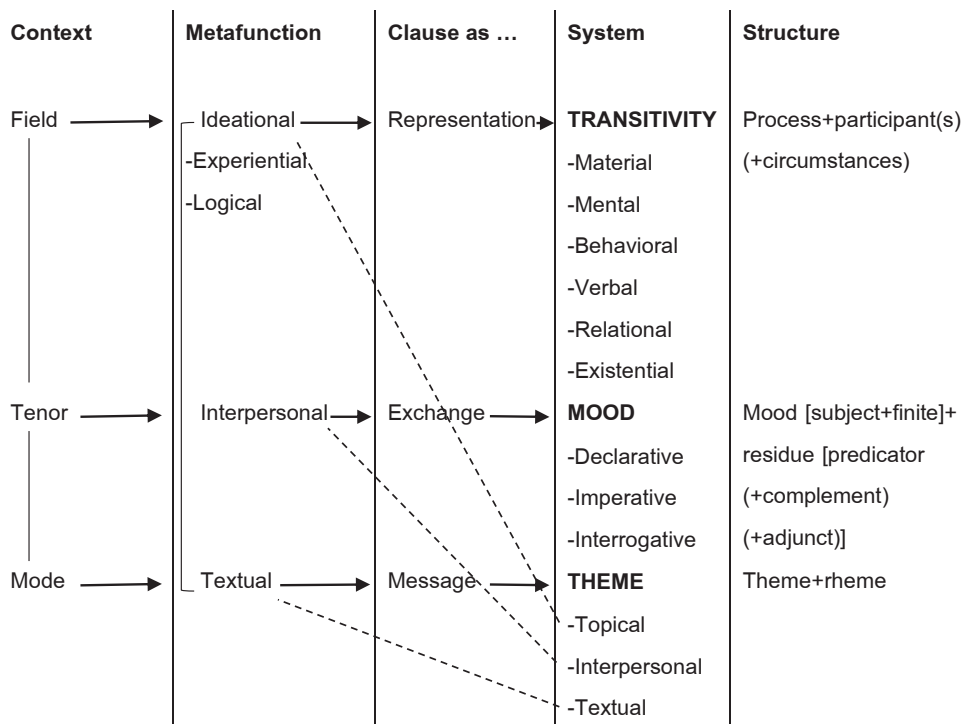 Context Metafunction Clause as … System Structure
Field Ideational Representation TRANSITIVITY Process+participant(s)
-Experiential -Material (+circumstances)
-Logical -Mental
-Behavioral
-Verbal
-Relational
-Existential
Tenor Interpersonal Exchange MOOD Mood [subject+finite]+
-Declarative residue [predicator
-Imperative (+complement)
-Interrogative (+adjunct)]
Mode Textual Message THEME Theme+rheme
-Topical
-Interpersonal
-Textual